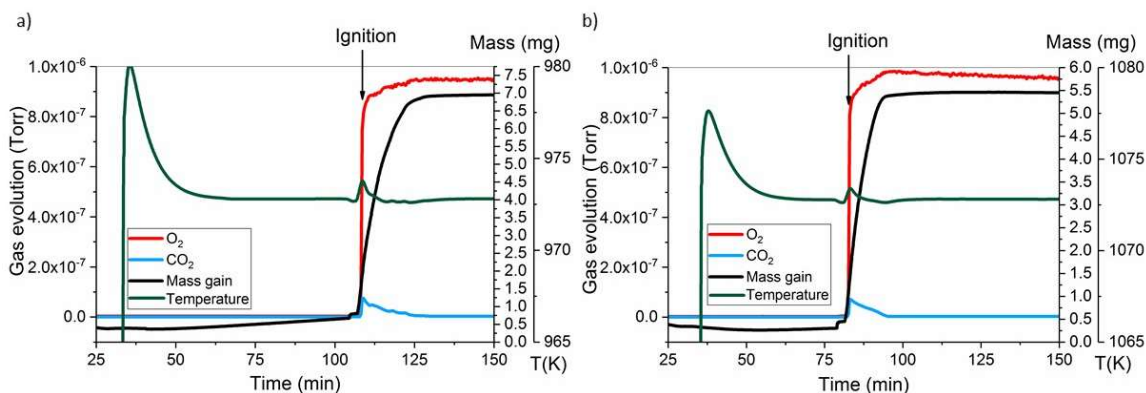 a)
Ignition
Mass (mg)
Gas evolution (Torr)
1.0x10⁻⁶
8.0x10⁻⁷
6.0x10⁻⁷
4.0x10⁻⁷
2.0x10⁻⁷
0.0
O₂
CO₂
Mass gain
Temperature
7.5
7.0
6.5
6.0
5.5
5.0
4.5
4.0
3.5
3.0
2.5
2.0
1.5
1.0
0.5
0.0
980
975
970
965
25 50 75 100 125 150
T(K)
Time (min)
b)
Ignition
Mass (mg)
Gas evolution (Torr)
1.0x10⁻⁶
8.0x10⁻⁷
6.0x10⁻⁷
4.0x10⁻⁷
2.0x10⁻⁷
0.0
O₂
CO₂
Mass gain
Temperature
6.0
5.5
5.0
4.5
4.0
3.5
3.0
2.5
2.0
1.5
1.0
0.5
0.0
1080
1075
1070
1065
25 50 75 100 125 150
T(K)
Time (min)